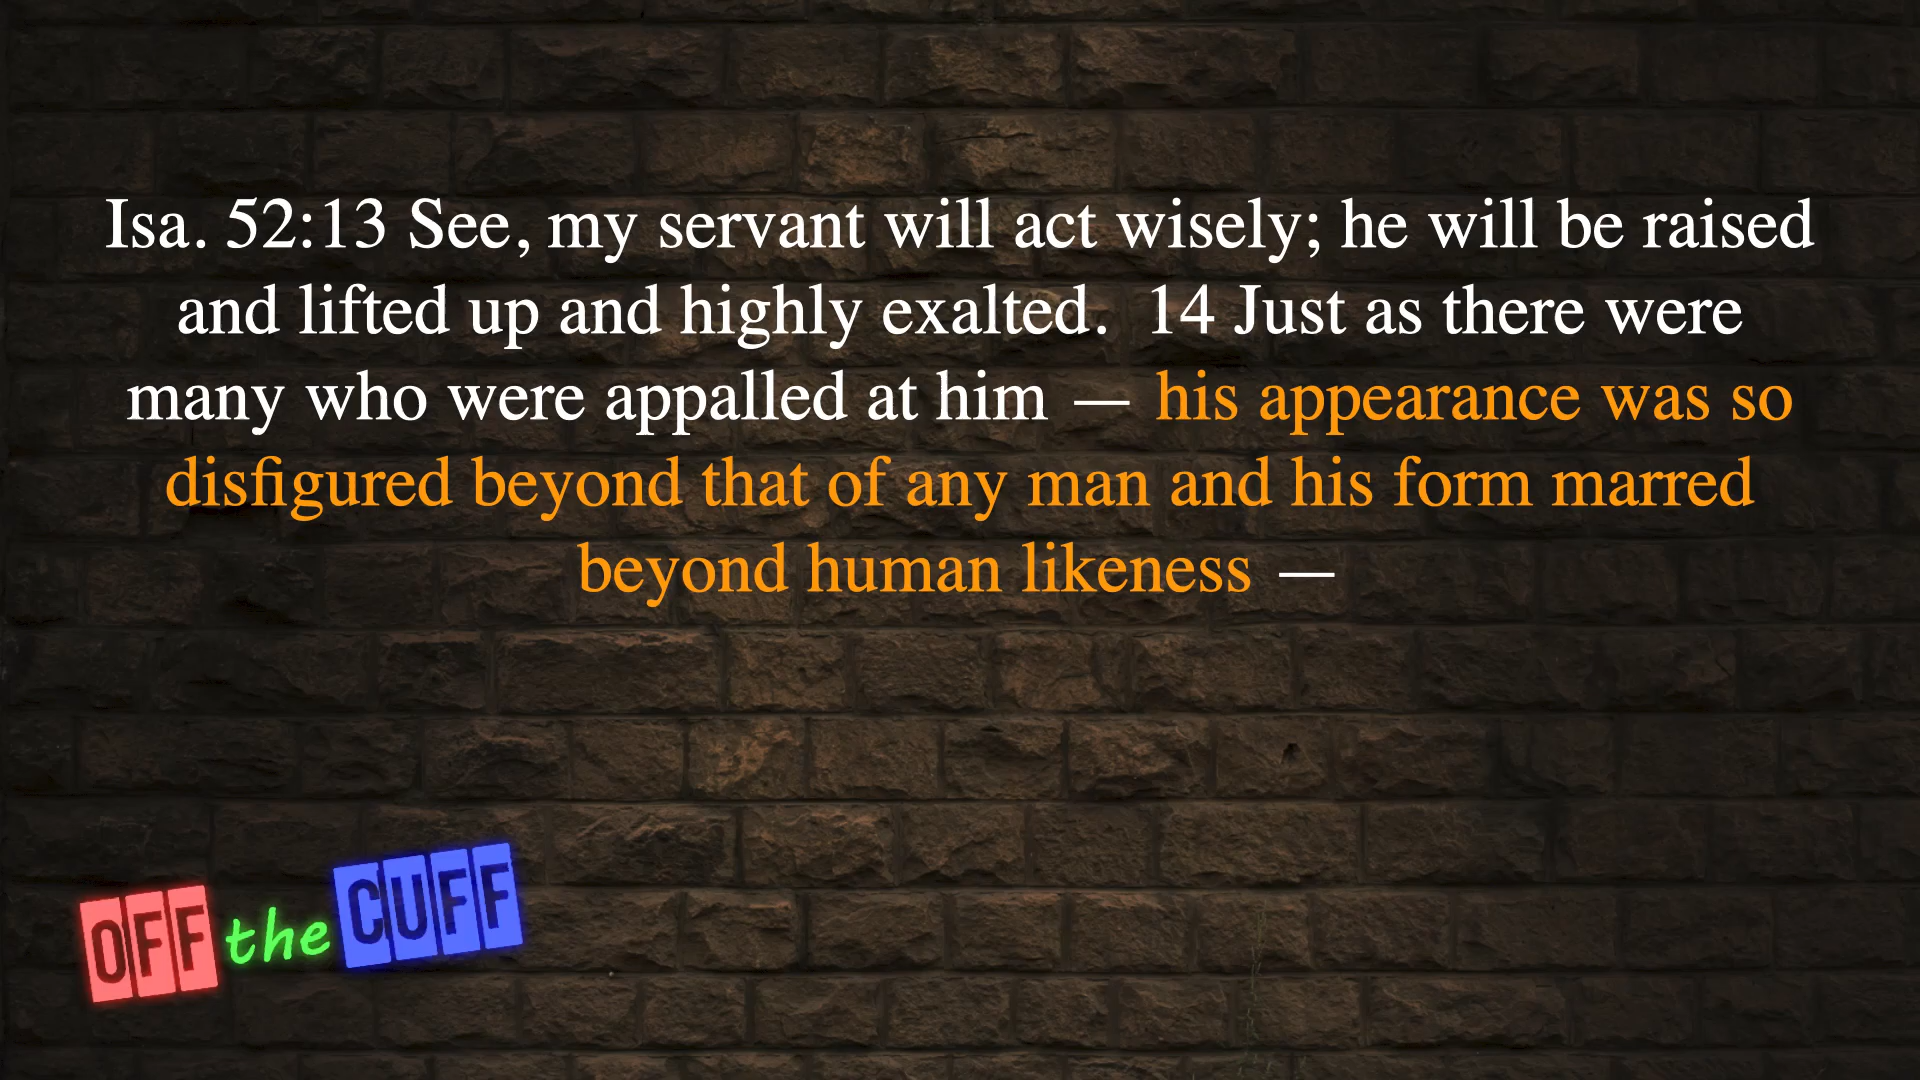 Isa. 52:13 See, my servant will act wisely; he will be raised
and lifted up and highly exalted.  14 Just as there were
many who were appalled at him — his appearance was so
disfigured beyond that of any man and his form marred
beyond human likeness —
OFF the CUFF